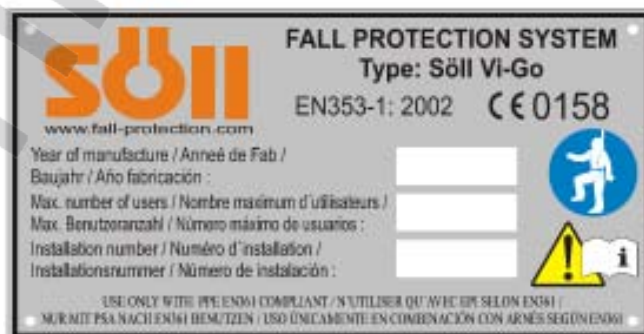 söll
www.fall-protection.com
FALL PROTECTION SYSTEM
Type: Söll Vi-Go
EN353-1: 2002 CE 0158
Year of manufacture / Anneé de Fab /
Baujahr / Año fabricación :
Max. number of users / Nombre maximum d´utilisateurs /
Max. Benutzeranzahl / Número máximo de usuarios :
Installation number / Numéro d´installation /
Installationsnummer / Número de instalación :
i
USE ONLY WITH PPE EN361 COMPLIANT / N'UTILISER QU' AVEC EPI SELON EN361 /
NUR MIT PSA NACH EN361 BENUTZEN / USO ÚNICAMENTE EN COMBINACIÓN CON ARNÉS SEGÚN EN361